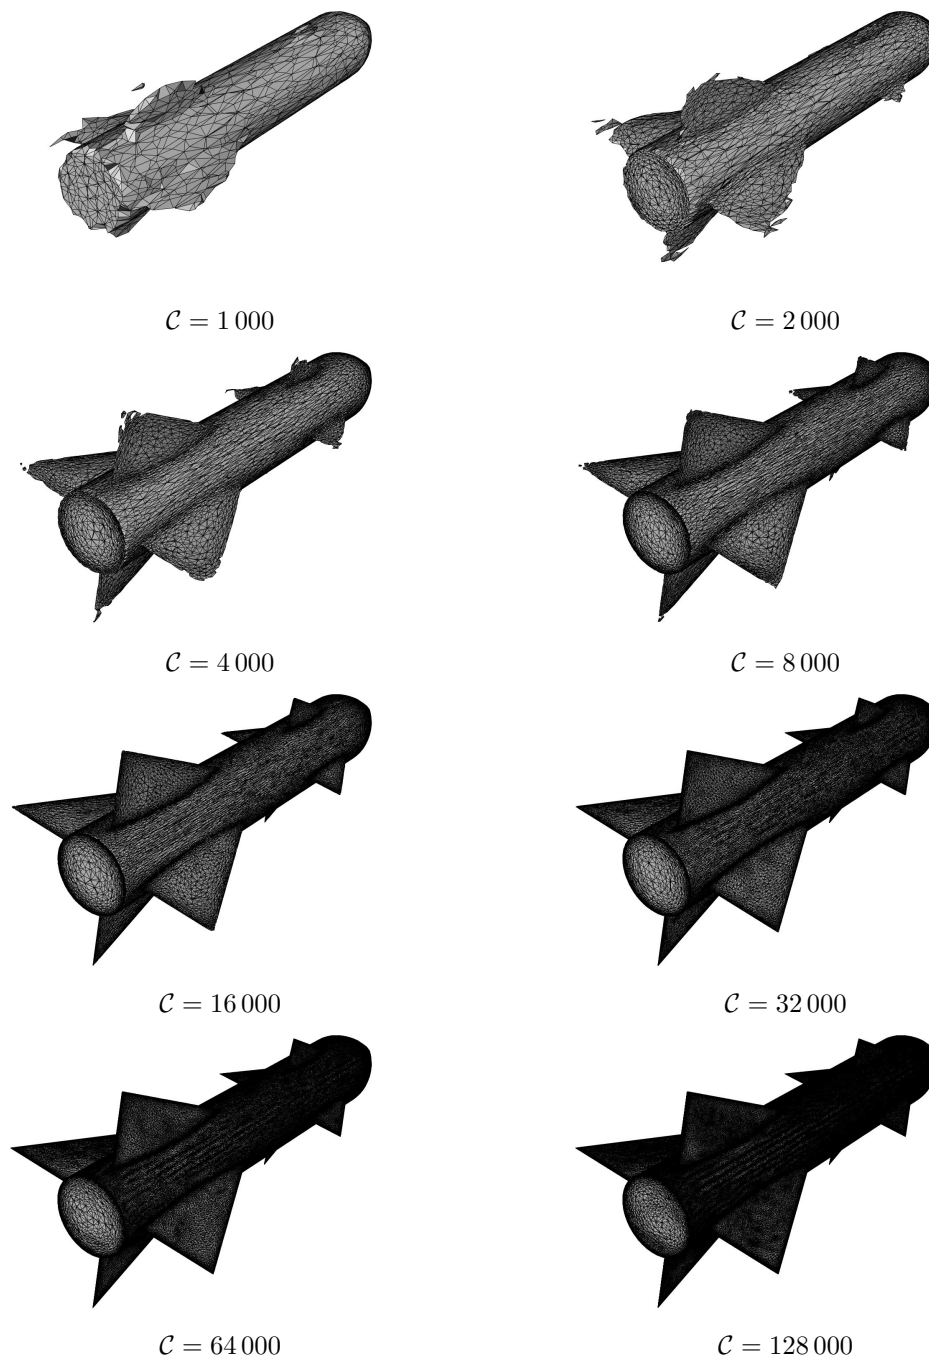 𝒞 = 1 000
𝒞 = 2 000
𝒞 = 4 000
𝒞 = 8 000
𝒞 = 16 000
𝒞 = 32 000
𝒞 = 64 000
𝒞 = 128 000